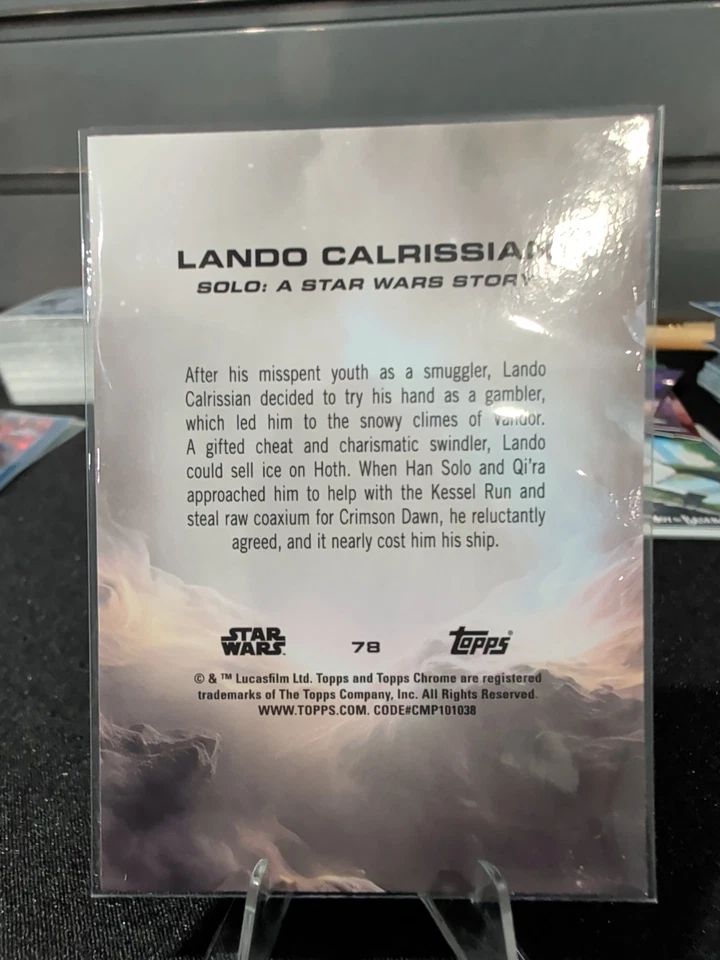 LANDO CALRISSIAN
SOLO: A STAR WARS STORY
After his misspent youth as a smuggler, Lando
Calrissian decided to try his hand as a gambler,
which led him to the snowy climes of Vandor.
A gifted cheat and charismatic swindler, Lando
could sell ice on Hoth. When Han Solo and Qi'ra
approached him to help with the Kessel Run and
steal raw coaxium for Crimson Dawn, he reluctantly
agreed, and it nearly cost him his ship.
STAR WARS 78 Topps®
© & ™ Lucasfilm Ltd. Topps and Topps Chrome are registered
trademarks of The Topps Company, Inc. All Rights Reserved.
WWW.TOPPS.COM. CODE#CMP101038